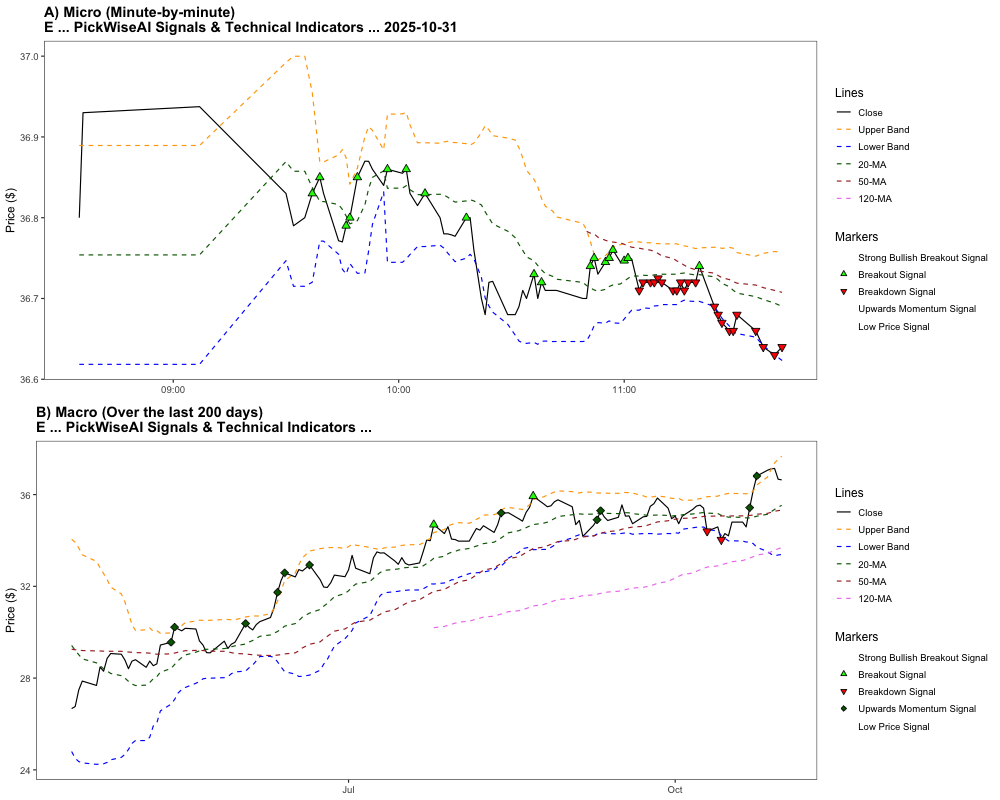 A) Micro (Minute-by-minute)
E ... PickWiseAI Signals & Technical Indicators ... 2025-10-31
37.0
36.9
36.8
36.7
36.6
Price ($)
09:00
10:00
11:00
Lines
Close
Upper Band
Lower Band
20-MA
50-MA
120-MA
Markers
Strong Bullish Breakout Signal
Breakout Signal
Breakdown Signal
Upwards Momentum Signal
Low Price Signal
B) Macro (Over the last 200 days)
E ... PickWiseAI Signals & Technical Indicators ...
36
32
28
24
Price ($)
Jul
Oct
Lines
Close
Upper Band
Lower Band
20-MA
50-MA
120-MA
Markers
Strong Bullish Breakout Signal
Breakout Signal
Breakdown Signal
Upwards Momentum Signal
Low Price Signal